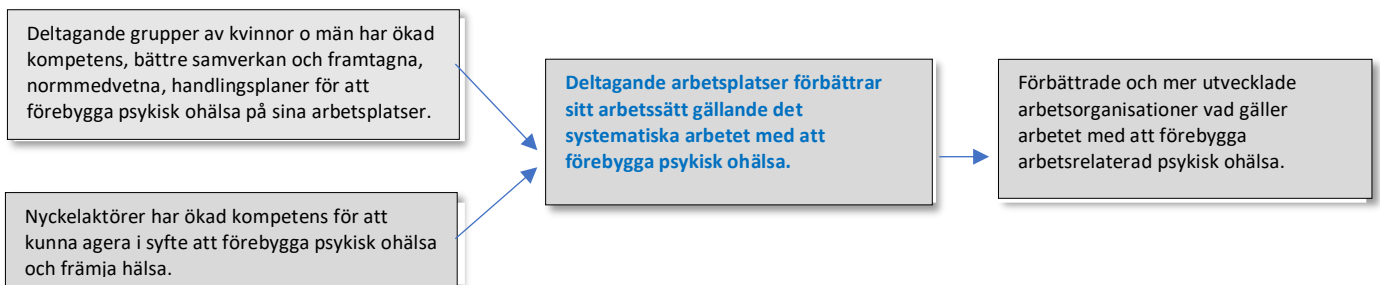 Deltagande grupper av kvinnor o män har ökad
kompetens, bättre samverkan och framtagna,
normmedvetna, handlingsplaner för att
förebygga psykisk ohälsa på sina arbetsplatser.
Nyckelaktörer har ökad kompetens för att
kunna agera i syfte att förebygga psykisk ohälsa
och främja hälsa.
Deltagande arbetsplatser förbättrar
sitt arbetssätt gällande det
systematiska arbetet med att
förebygga psykisk ohälsa.
Förbättrade och mer utvecklade
arbetsorganisationer vad gäller
arbetet med att förebygga
arbetsrelaterad psykisk ohälsa.